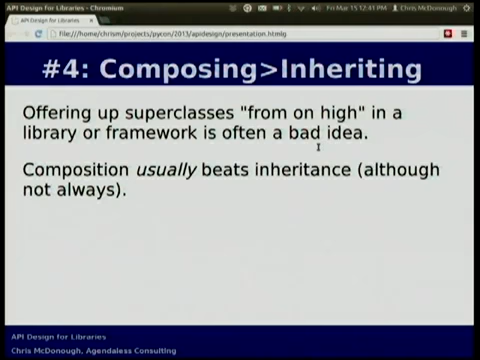 API Design for Libraries - Chromium
Fri Mar 15 12:41 PM
Chris McDonough
API Design for Libraries
file:///home/chrism/projects/pycon/2013/apidesign/presentation.html
#4: Composing>Inheriting
Offering up superclasses "from on high" in a
library or framework is often a bad idea.
Composition usually beats inheritance (although
not always).
API Design for Libraries
Chris McDonough, Agendaless Consulting